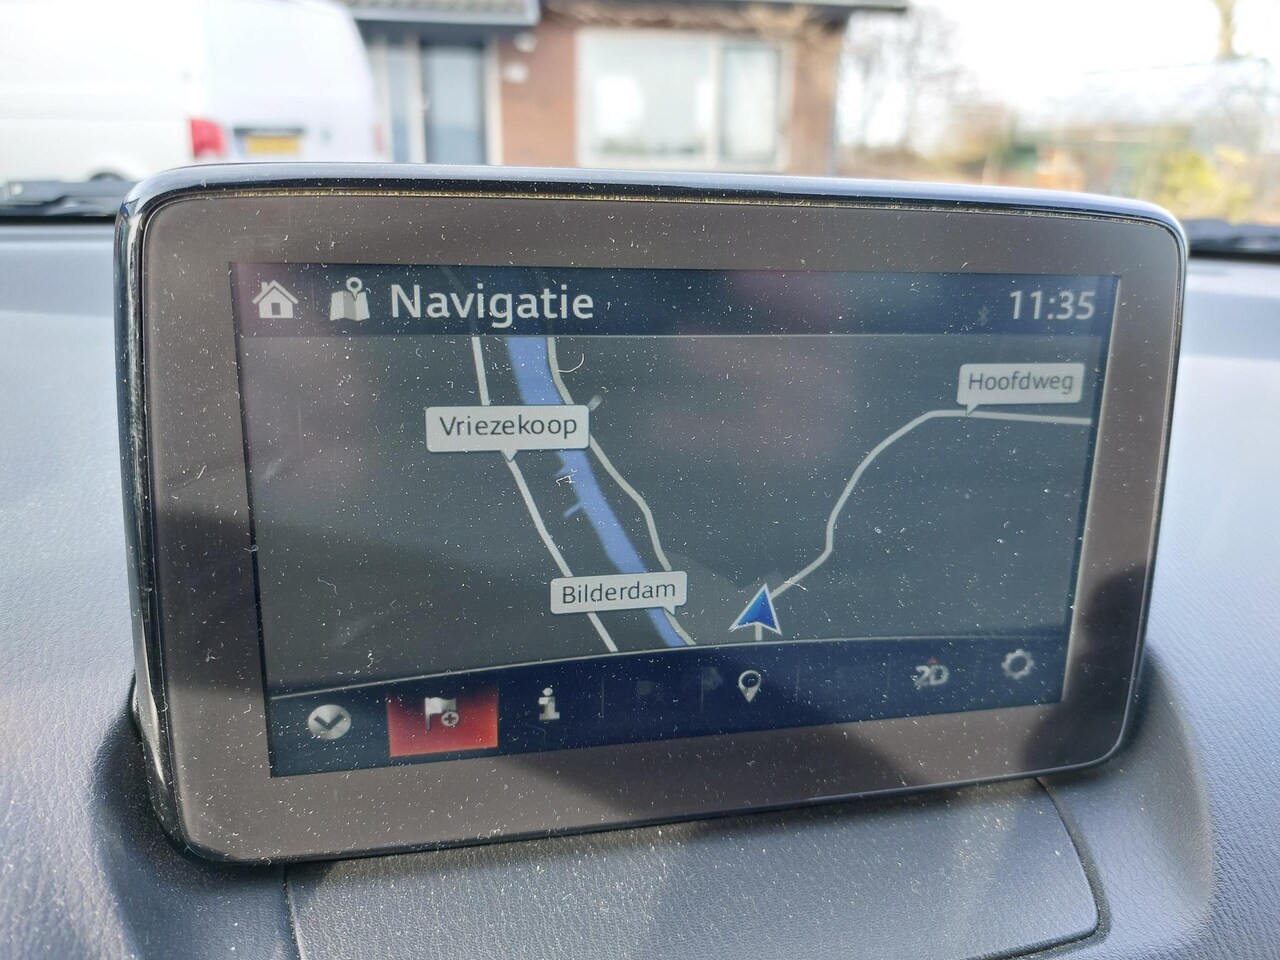 Navigatie
11:35
Hoofdweg
Vriezekoop
Bilderdam
2D